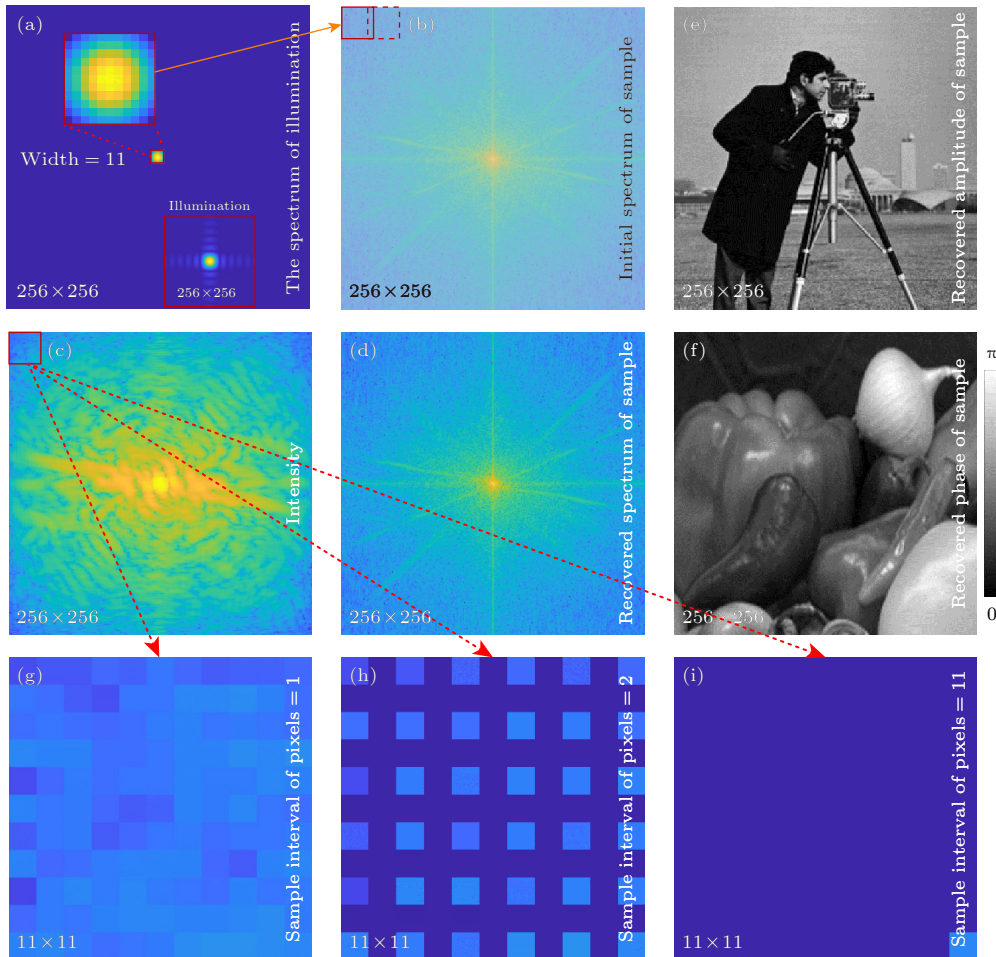 (a)
Width = 11
The spectrum of illumination
Illumination
256×256
256×256
(b)
Initial spectrum of sample
256×256
(e)
Recovered amplitude of sample
256×256
(c)
Intensity
256×256
(d)
Recovered spectrum of sample
256×256
(f)
Recovered phase of sample
256×256
π
0
(g)
Sample interval of pixels = 1
11×11
(h)
Sample interval of pixels = 2
11×11
(i)
Sample interval of pixels = 11
11×11